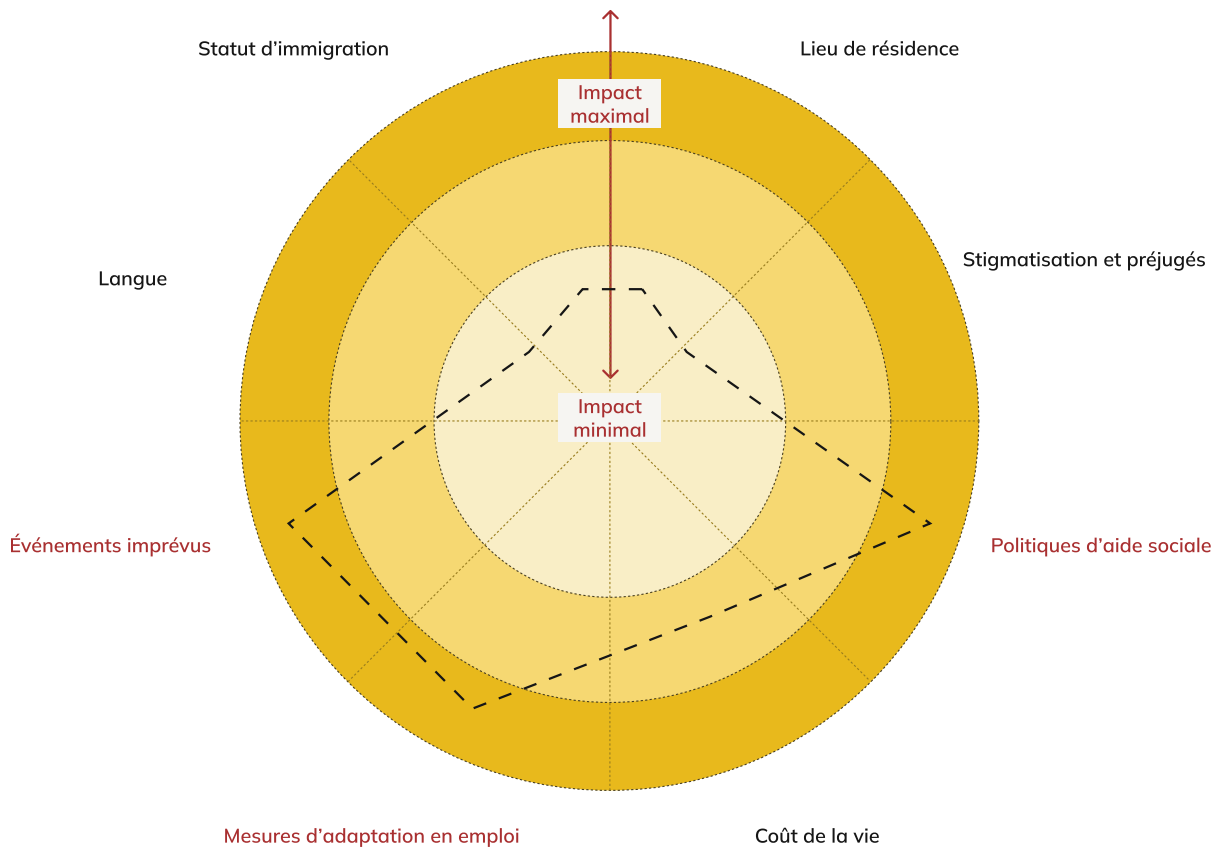 Statut d’immigration
Lieu de résidence
Impact
maximal
Stigmatisation et préjugés
Langue
Impact
minimal
Événements imprévus
Politiques d’aide sociale
Mesures d’adaptation en emploi
Coût de la vie